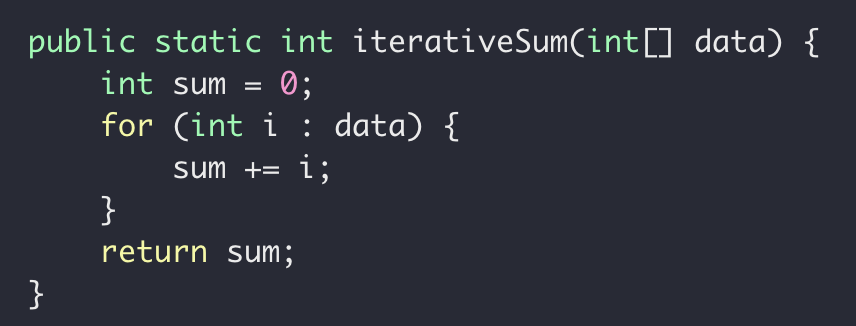 public static int iterativeSum(int[] data) {
    int sum = 0;
    for (int i : data) {
        sum += i;
    }
    return sum;
}